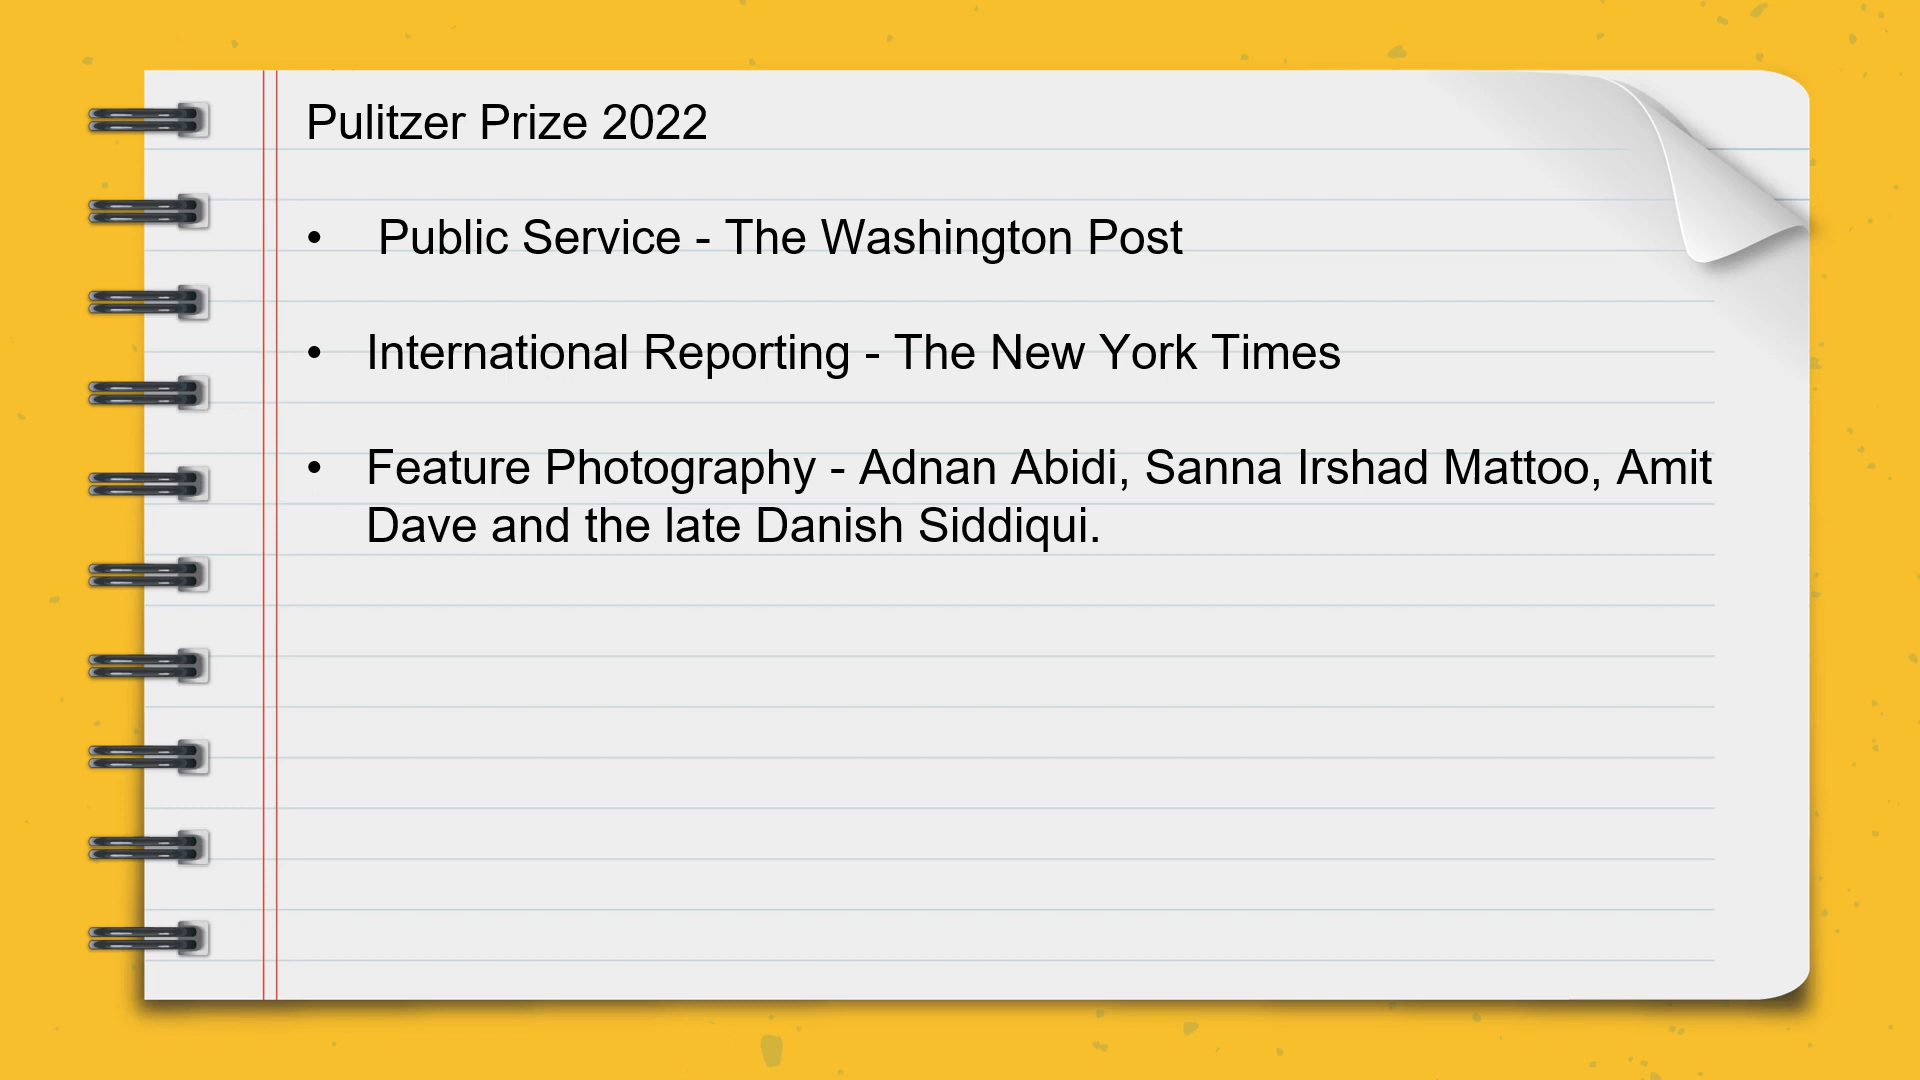 Pulitzer Prize 2022
• Public Service - The Washington Post
• International Reporting - The New York Times
• Feature Photography - Adnan Abidi, Sanna Irshad Mattoo, Amit
Dave and the late Danish Siddiqui.